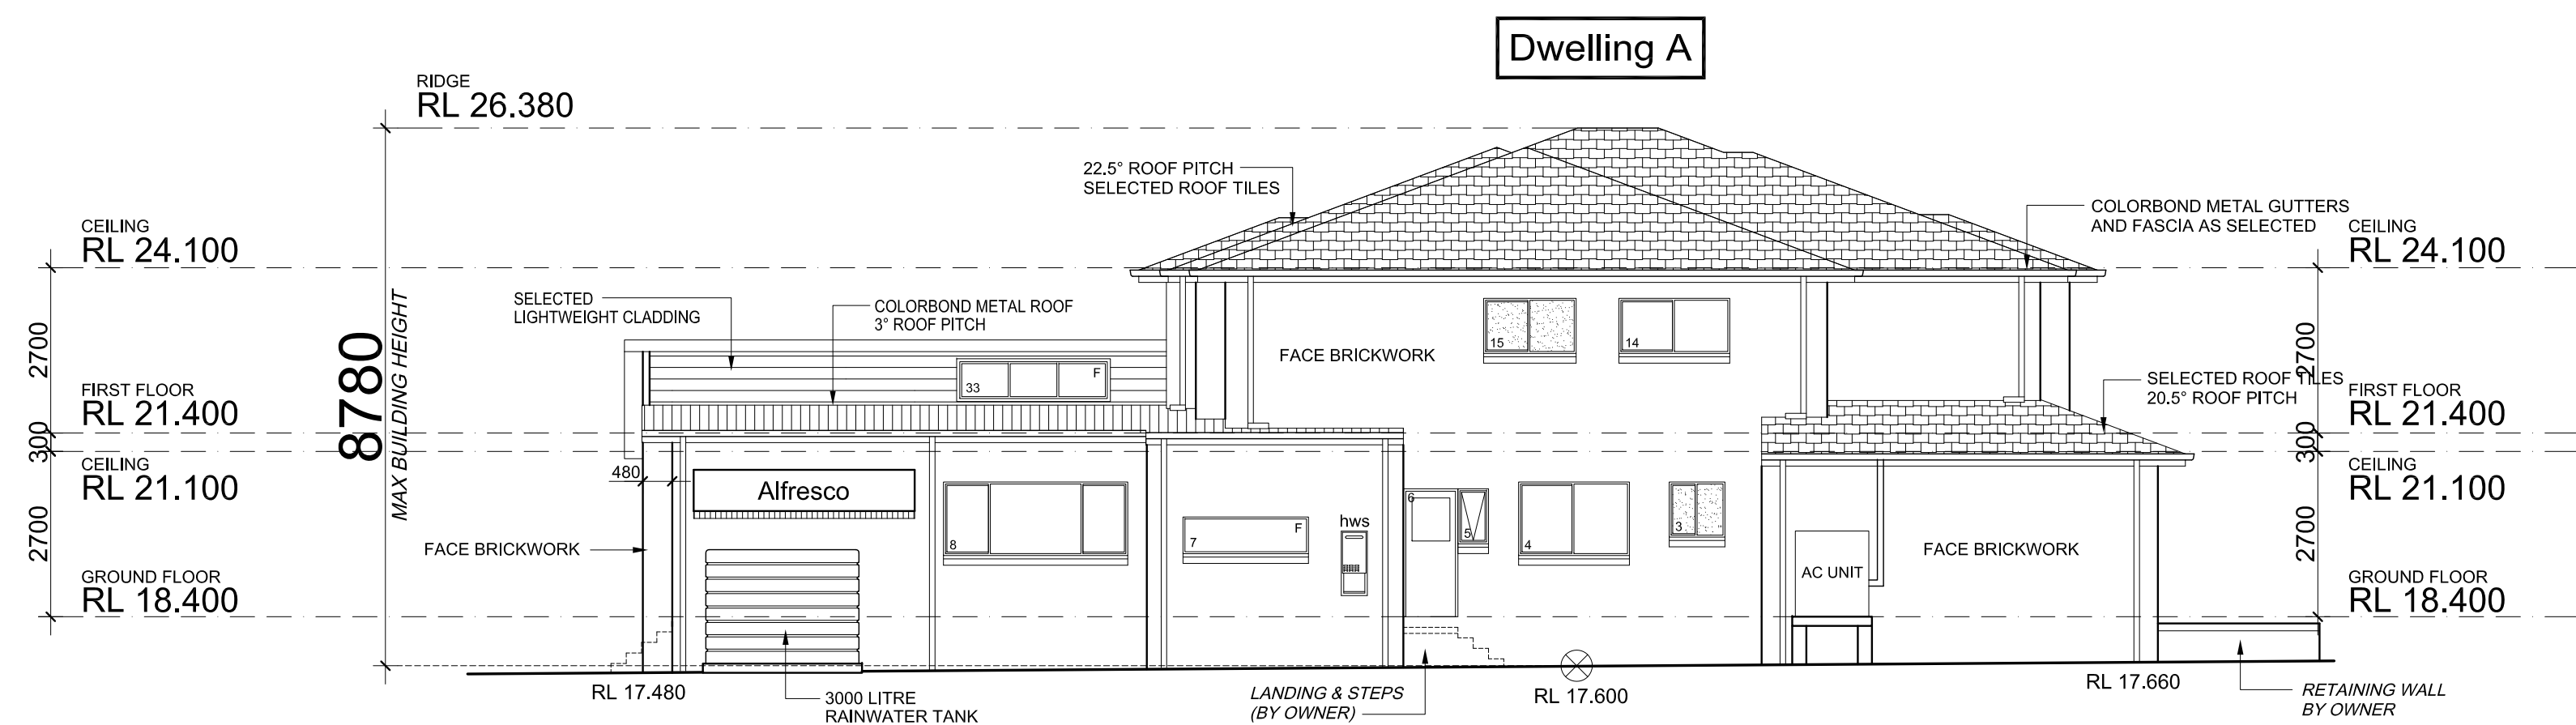 Dwelling A
RIDGE
RL 26.380
22.5° ROOF PITCH
SELECTED ROOF TILES
COLORBOND METAL GUTTERS
AND FASCIA AS SELECTED
CEILING
RL 24.100
CEILING
RL 24.100
SELECTED
LIGHTWEIGHT CLADDING
COLORBOND METAL ROOF
3° ROOF PITCH
2700
8780
MAX BUILDING HEIGHT
FACE BRICKWORK
15
14
33
F
2700
SELECTED ROOF TILES
20.5° ROOF PITCH
FIRST FLOOR
RL 21.400
FIRST FLOOR
RL 21.400
300
300
CEILING
RL 21.100
CEILING
RL 21.100
480
Alfresco
8
7
F
hws
6
5
4
3
2700
2700
FACE BRICKWORK
AC UNIT
FACE BRICKWORK
GROUND FLOOR
RL 18.400
GROUND FLOOR
RL 18.400
RL 17.480
3000 LITRE
RAINWATER TANK
LANDING & STEPS
(BY OWNER)
RL 17.600
RL 17.660
RETAINING WALL
BY OWNER